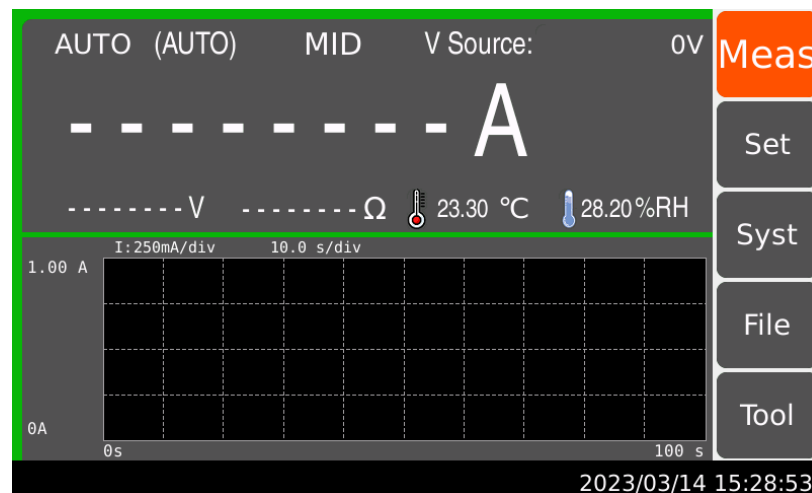 AUTO (AUTO) MID V Source: 0V
Meas
- - - - - - - - A
Set
- - - - - - - - V - - - - - - - - Ω 23.30 ℃ 28.20 %RH
Syst
I:250mA/div 10.0 s/div
1.00 A
File
Tool
0A
0s 100 s
2023/03/14 15:28:53